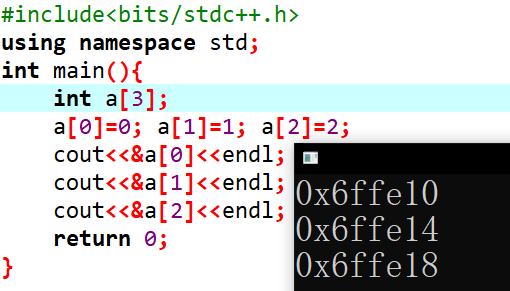 #include<bits/stdc++.h>
using namespace std;
int main(){
    int a[3];
    a[0]=0; a[1]=1; a[2]=2;
    cout<<&a[0]<<endl;
    cout<<&a[1]<<endl;
    cout<<&a[2]<<endl;
    return 0;
}
0x6ffe10
0x6ffe14
0x6ffe18